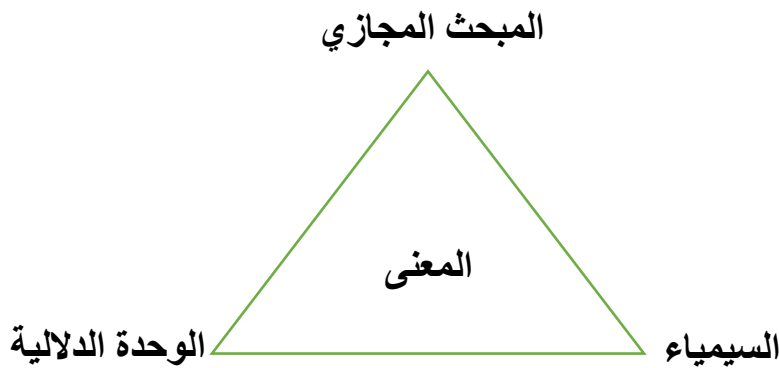 المبحث المجازي
المعنى
السيمياء
الوحدة الدلالية